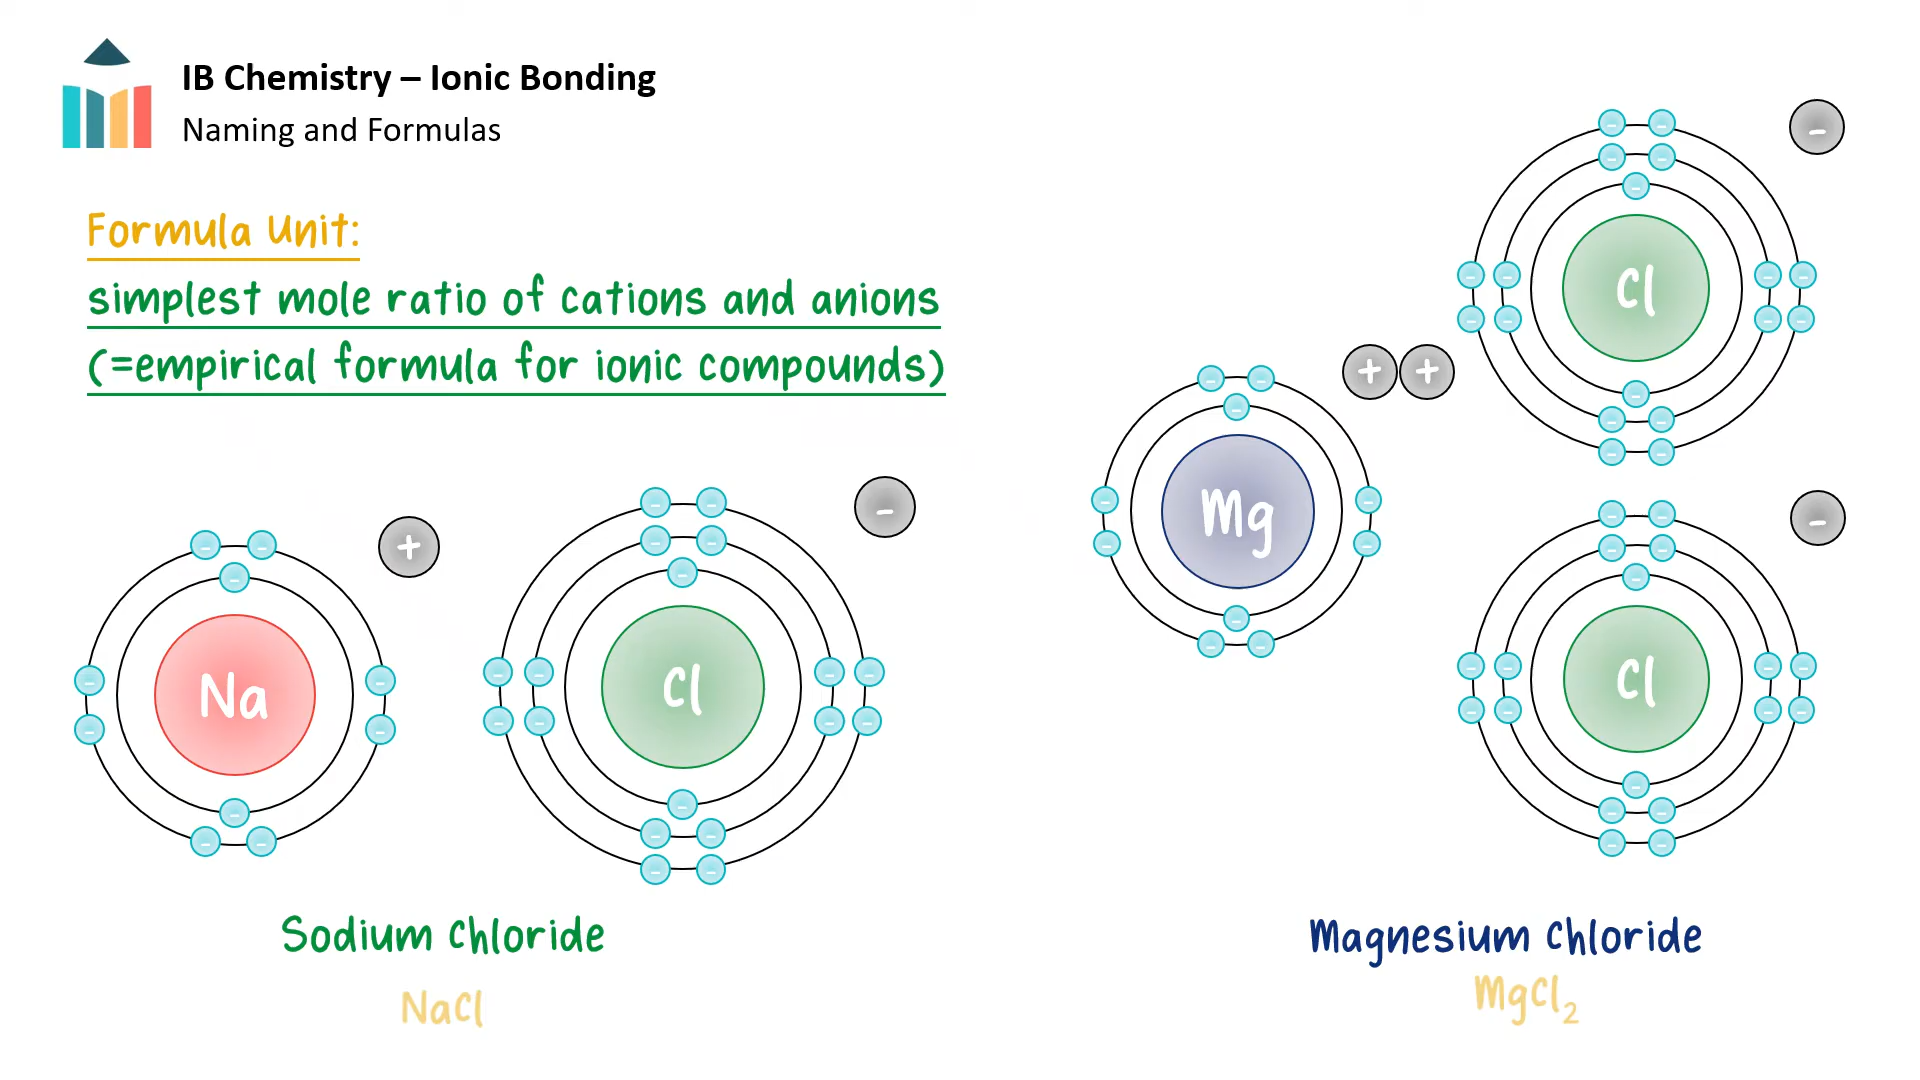 IB Chemistry – Ionic Bonding
Naming and Formulas
Formula Unit:
simplest mole ratio of cations and anions
(=empirical formula for ionic compounds)
Na
+
Cl
-
Mg
+ +
Cl
-
Cl
-
Sodium Chloride
NaCl
Magnesium Chloride
MgCl₂